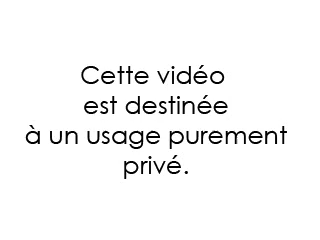 Cette vidéo
est destinée
à un usage purement
privé.